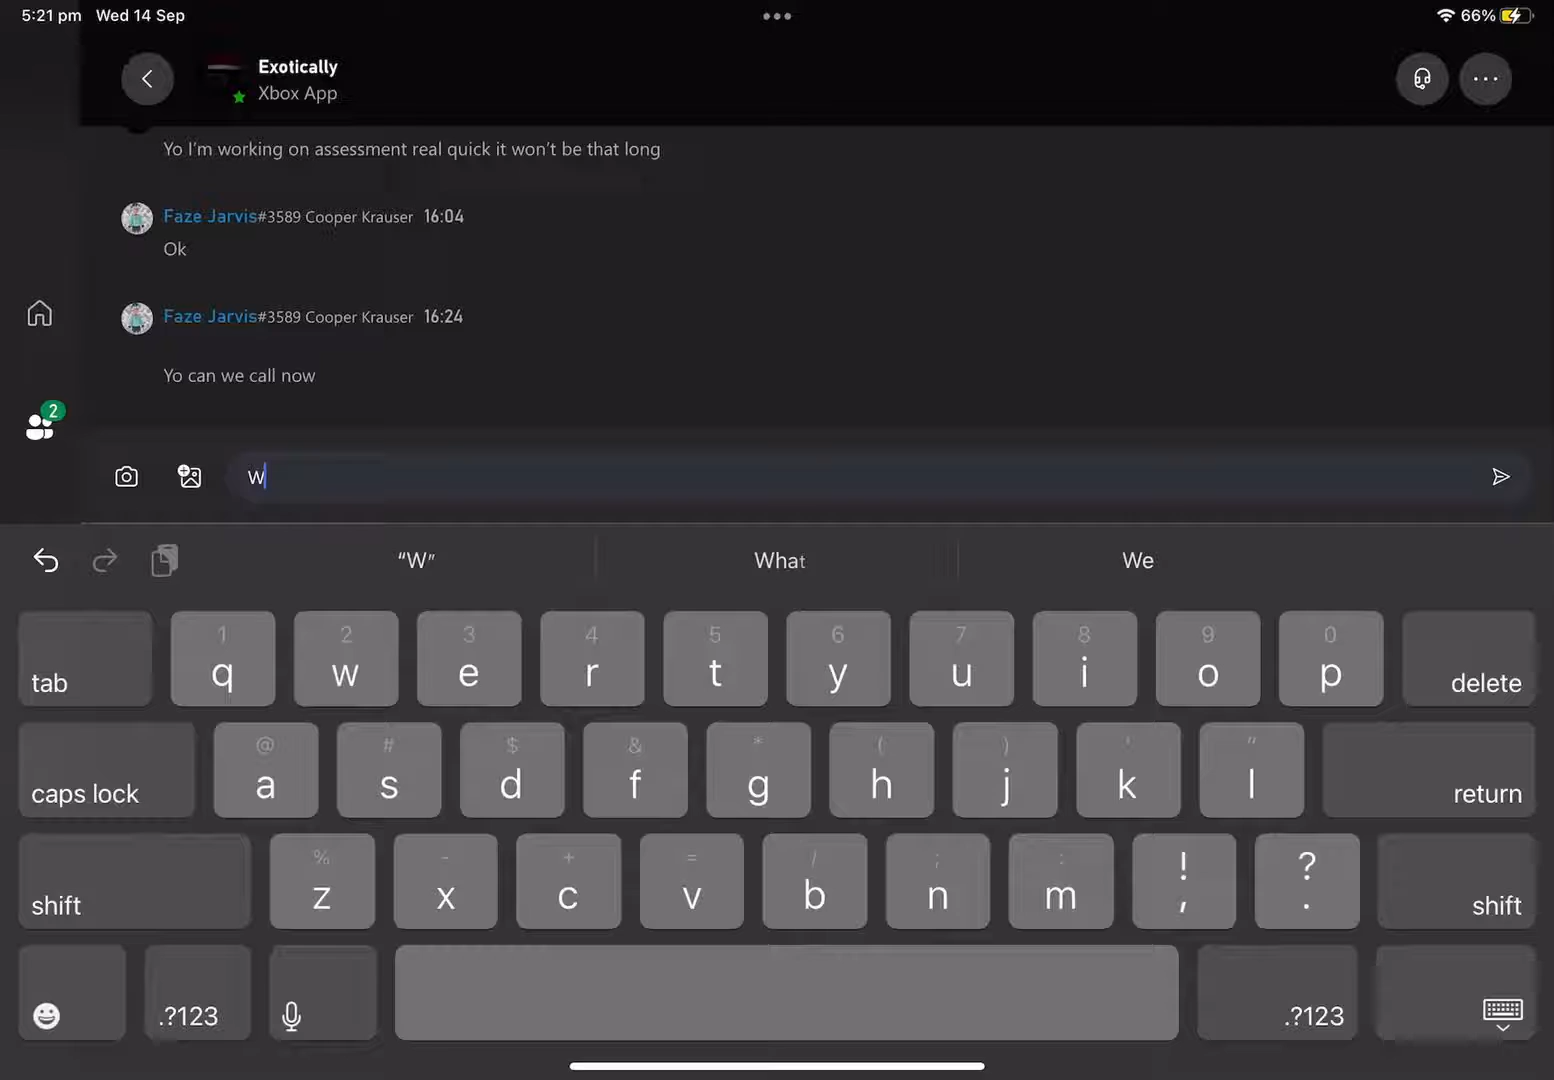 5:21 pm Wed 14 Sep
66%
Exotically
Xbox App
Yo I'm working on assessment real quick it won't be that long
Faze Jarvis#3589 Cooper Krauser 16:04
Ok
Faze Jarvis#3589 Cooper Krauser 16:24
Yo can we call now
2
W
“W” What We
1 2 3 4 5 6 7 8 9 0
tab q w e r t y u i o p delete
@ # $ & * ( ) ' "
caps lock a s d f g h j k l return
% - + = / ; : ! ?
shift z x c v b n m , . shift
.?123 .?123